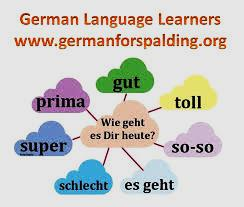 German Language Learners
www.germanforspalding.org
gut
prima
toll
Wie geht
es Dir heute?
super
so-so
schlecht
es geht